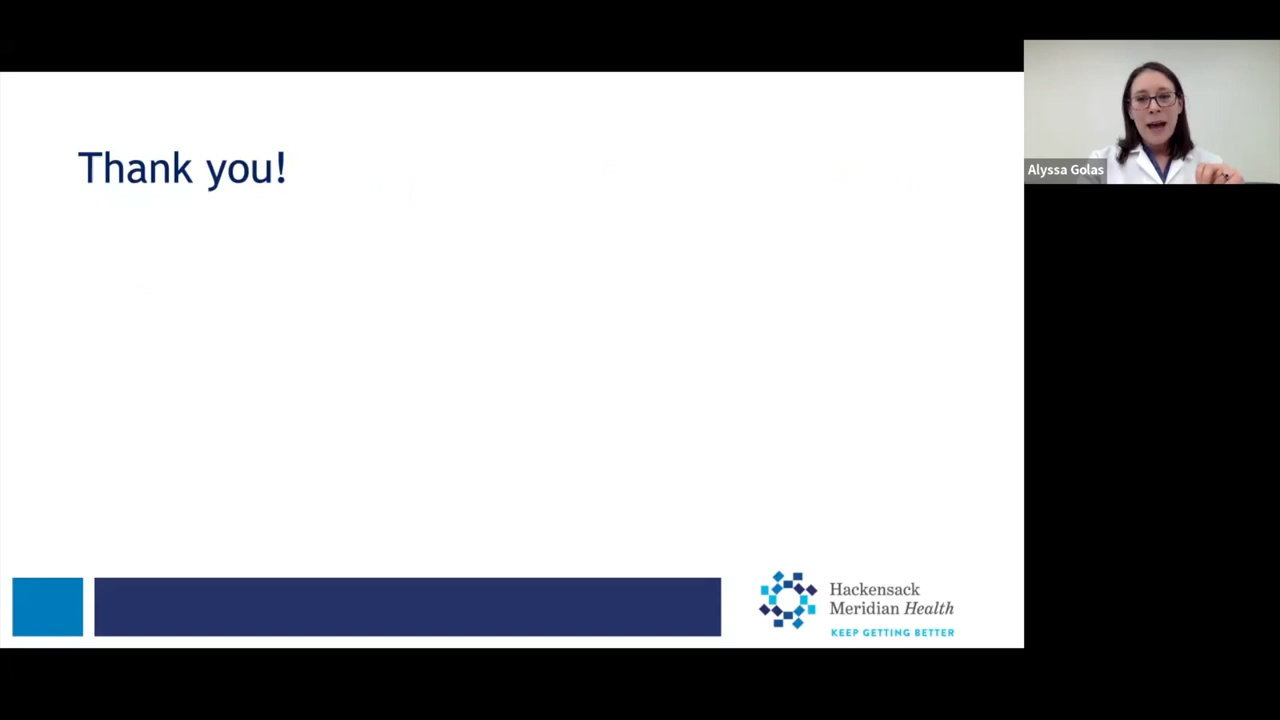 Thank you!
Alyssa Golas
Hackensack
Meridian Health
KEEP GETTING BETTER